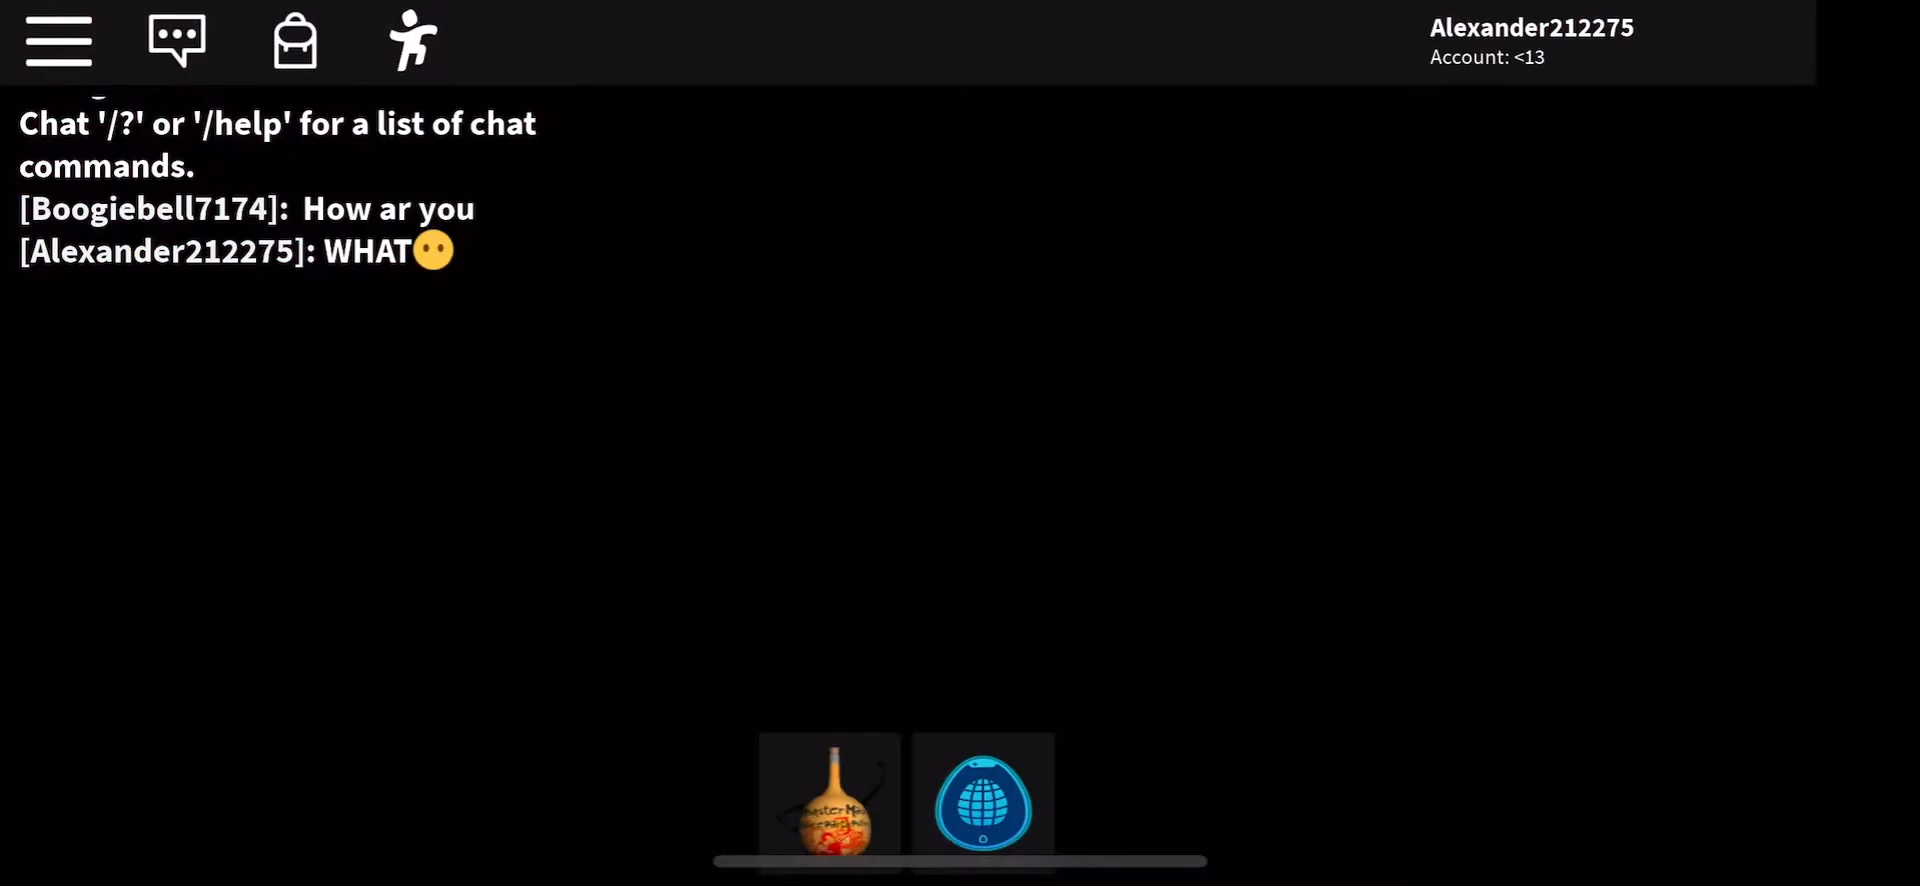 Alexander212275
Account: <13
Chat '/?' or '/help' for a list of chat
commands.
[Boogiebell7174]: How ar you
[Alexander212275]: WHAT😶